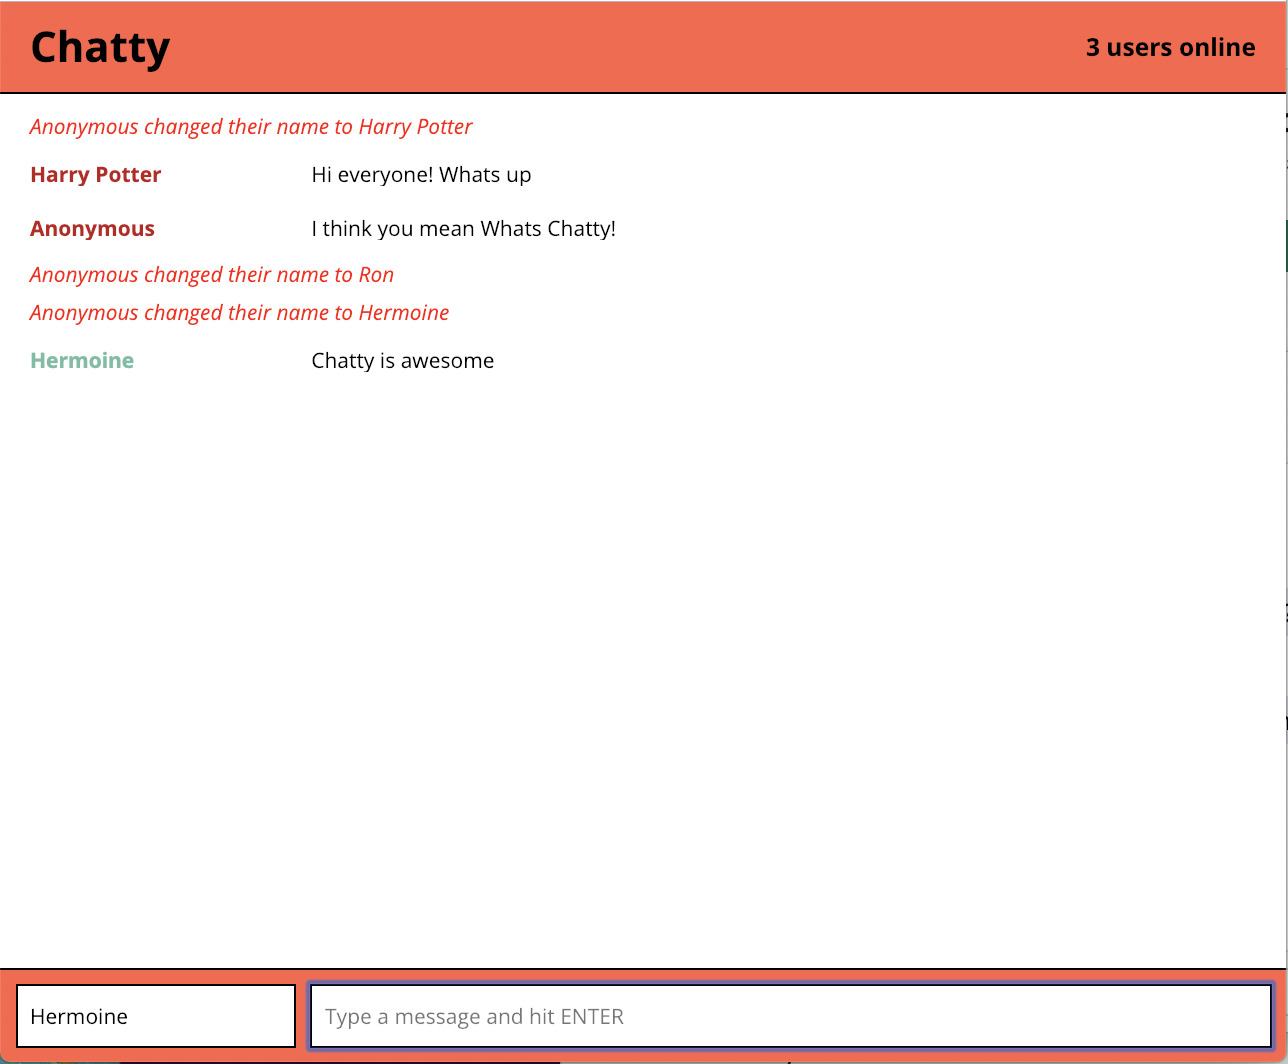 Chatty
3 users online
Anonymous changed their name to Harry Potter
Harry Potter Hi everyone! Whats up
Anonymous I think you mean Whats Chatty!
Anonymous changed their name to Ron
Anonymous changed their name to Hermoine
Hermoine Chatty is awesome
Hermoine Type a message and hit ENTER